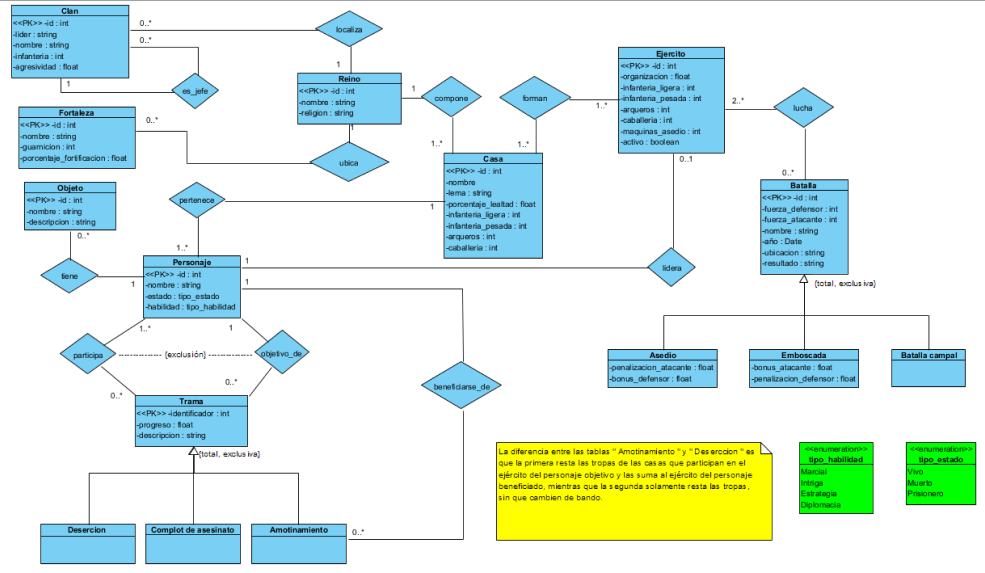 Clan
<<PK>> -id : int
-lider : string
-nombre : string
-infanteria : int
-agresividad : float
0..*
0..*
localiza
1
1
es_jefe
Reino
<<PK>> -id : int
-nombre : string
-religion : string
1
1
compone
1..*
Fortaleza
<<PK>> -id : int
-nombre : string
-guarnicion : int
-porcentaje_fortificacion : float
0..*
ubica
forman
1..*
1..*
Ejercito
<<PK>> -id : int
-organizacion : float
-infanteria_ligera : int
-infanteria_pesada : int
-arqueros : int
-caballeria : int
-maquinas_asedio : int
-activo : boolean
2..*
lucha
0..*
0..1
Casa
<<PK>> -id : int
-nombre
-lema : string
-porcentaje_lealtad : float
-infanteria_ligera : int
-infanteria_pesada : int
-arqueros : int
-caballeria : int
Objeto
<<PK>> -id : int
-nombre : string
-descripcion : string
0..*
tiene
1
pertenece
1
1..*
Batalla
<<PK>> -id : int
-fuerza_defensor : int
-fuerza_atacante : int
-nombre : string
-año : Date
-ubicacion : string
-resultado : string
{total, exclusiva}
Personaje
<<PK>> -id : int
-nombre : string
-estado : tipo_estado
-habilidad : tipo_habilidad
1
1
lidera
1..*
1
participa
{exclusión}
objetivo_de
0..*
0..*
beneficiarse_de
Asedio
-penalizacion_atacante : float
-bonus_defensor : float
Emboscada
-bonus_atacante : float
-penalizacion_defensor : float
Batalla campal
Trama
<<PK>> -identificador : int
-progreso : float
-descripcion : string
{total, exclusiva}
Desercion
Complot de asesinato
Amotinamiento
0..*
La diferencia entre las tablas "Amotinamiento" y "Deserccion" es
que la primera resta las tropas de las casas que participan en el
ejército del personaje objetivo y las suma al ejército del personaje
beneficiado, mientras que la segunda solamente resta las tropas,
sin que cambien de bando.
<<enumeration>>
tipo_habilidad
Marcial
Intriga
Estrategia
Diplomacia
<<enumeration>>
tipo_estado
Vivo
Muerto
Prisionero